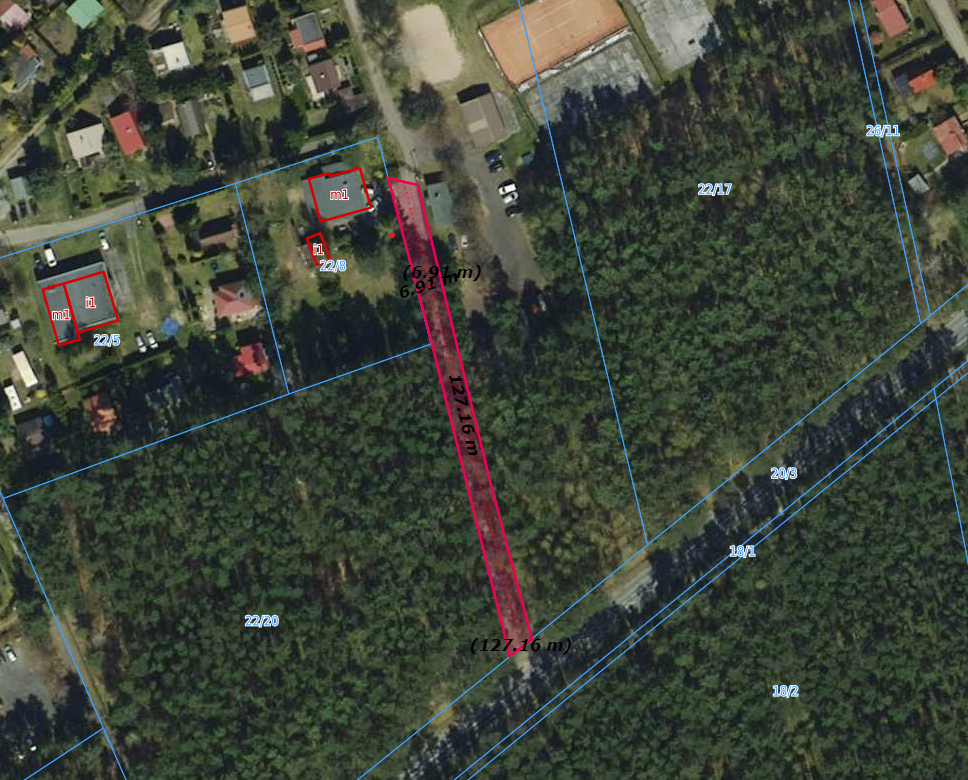 26/11
22/17
m1
i1
22/8
(6.91 m)
6.91 m
i1
m1
22/5
127.16 m
20/3
18/1
22/20
(127.16 m)
18/2